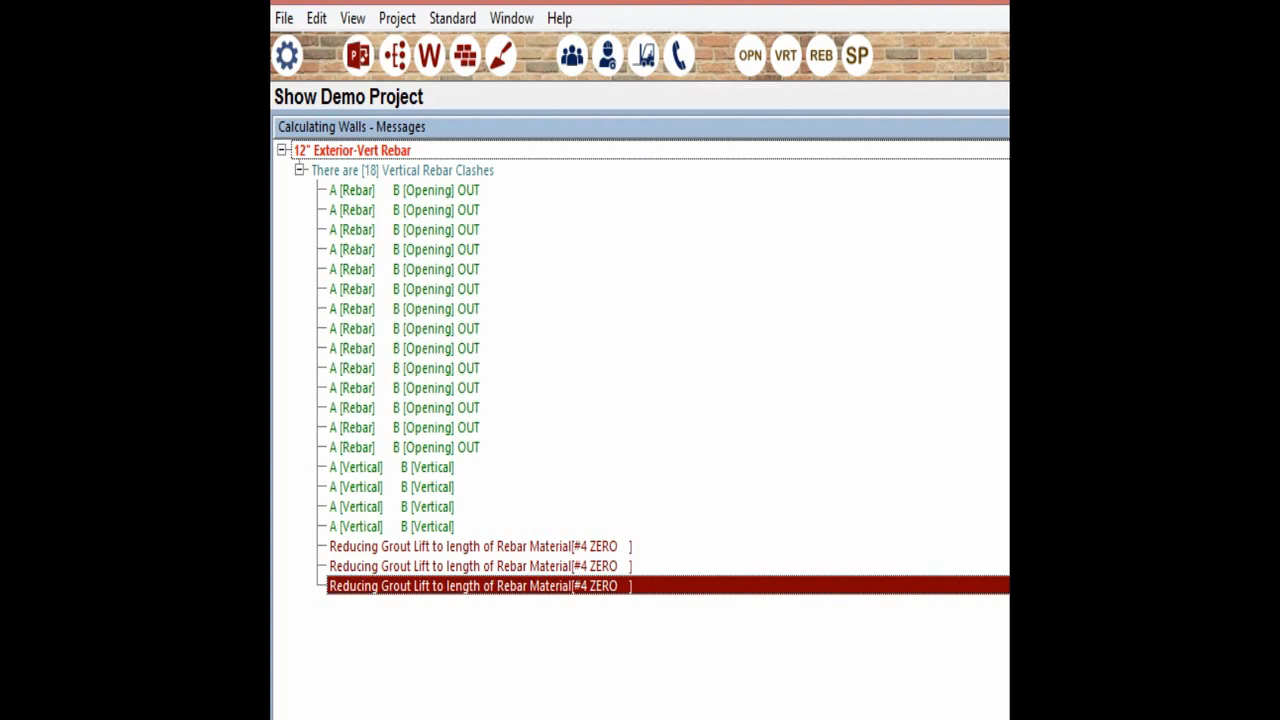 File Edit View Project Standard Window Help
W OPN VRT REB SP
Show Demo Project
Calculating Walls - Messages
12" Exterior-Vert Rebar
There are [18] Vertical Rebar Clashes
A [Rebar] B [Opening] OUT
A [Rebar] B [Opening] OUT
A [Rebar] B [Opening] OUT
A [Rebar] B [Opening] OUT
A [Rebar] B [Opening] OUT
A [Rebar] B [Opening] OUT
A [Rebar] B [Opening] OUT
A [Rebar] B [Opening] OUT
A [Rebar] B [Opening] OUT
A [Rebar] B [Opening] OUT
A [Rebar] B [Opening] OUT
A [Rebar] B [Opening] OUT
A [Rebar] B [Opening] OUT
A [Rebar] B [Opening] OUT
A [Vertical] B [Vertical]
A [Vertical] B [Vertical]
A [Vertical] B [Vertical]
A [Vertical] B [Vertical]
Reducing Grout Lift to length of Rebar Material[#4 ZERO ]
Reducing Grout Lift to length of Rebar Material[#4 ZERO ]
Reducing Grout Lift to length of Rebar Material[#4 ZERO ]